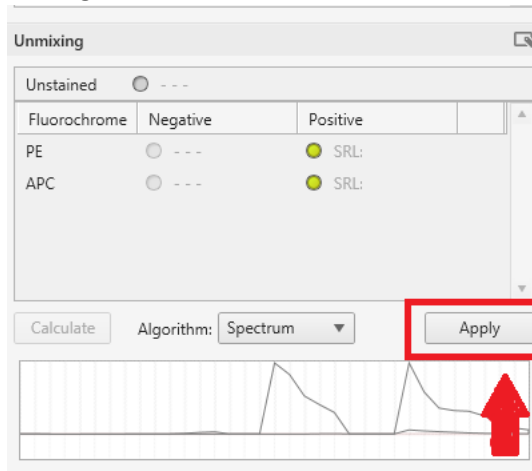 Unmixing
Unstained - - -
Fluorochrome Negative Positive
PE - - - SRL:
APC - - - SRL:
Calculate Algorithm: Spectrum Apply